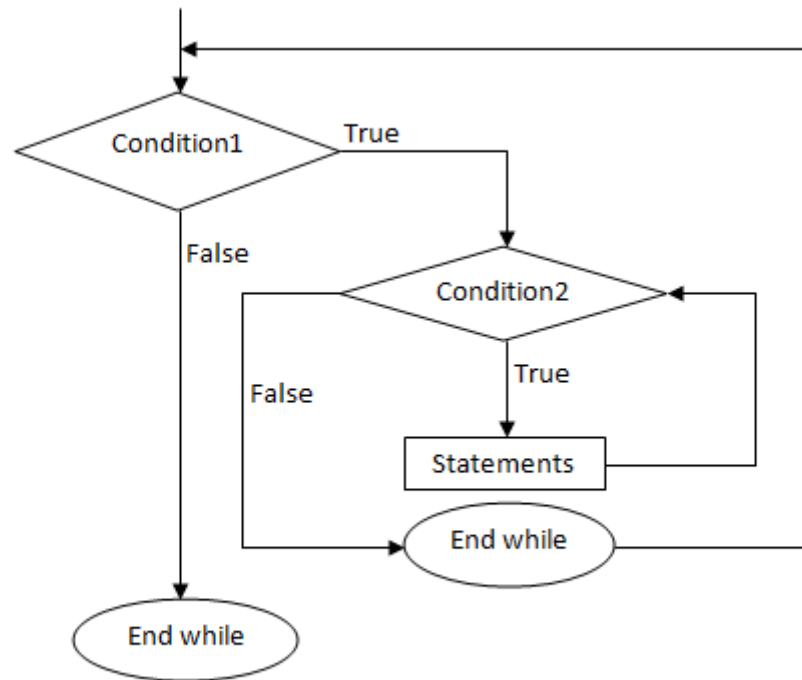 Condition1
True
False
Condition2
True
False
Statements
End while
End while